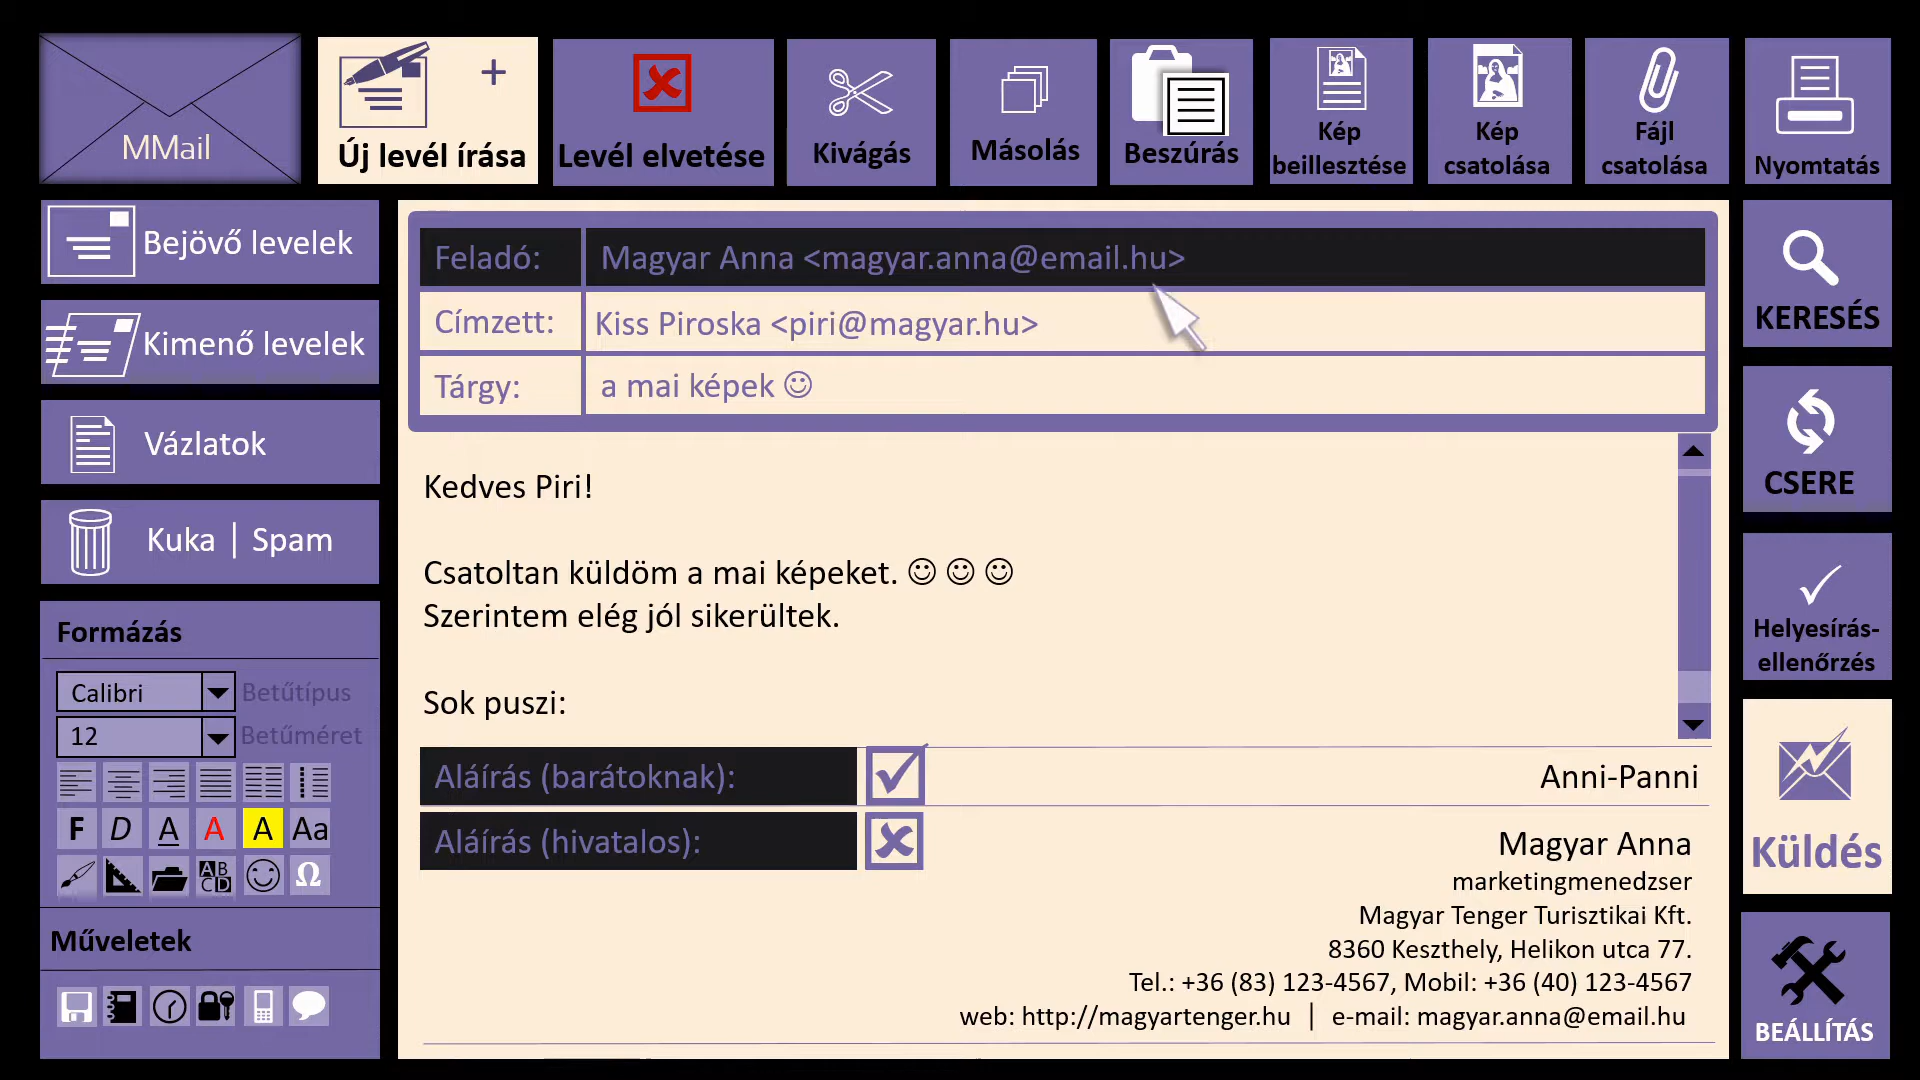 MMail
+
Új levél írása
Levél elvetése
Kivágás
Másolás
Beszúrás
Kép
beillesztése
Kép
csatolása
Fájl
csatolása
Nyomtatás
Bejövő levelek
Kimenő levelek
Vázlatok
Kuka | Spam
Formázás
Calibri
Betűtípus
12
Betűméret
F D A A A Aa
AB
CD
Ω
Műveletek
Feladó:
Magyar Anna <magyar.anna@email.hu>
Címzett:
Kiss Piroska <piri@magyar.hu>
Tárgy:
a mai képek ☺
Kedves Piri!
Csatoltan küldöm a mai képeket. ☺ ☺ ☺
Szerintem elég jól sikerültek.
Sok puszi:
Aláírás (barátoknak):
Anni-Panni
Aláírás (hivatalos):
Magyar Anna
marketingmenedzser
Magyar Tenger Turisztikai Kft.
8360 Keszthely, Helikon utca 77.
Tel.: +36 (83) 123-4567, Mobil: +36 (40) 123-4567
web: http://magyartenger.hu | e-mail: magyar.anna@email.hu
KERESÉS
CSERE
Helyesírás-
ellenőrzés
Küldés
BEÁLLÍTÁS